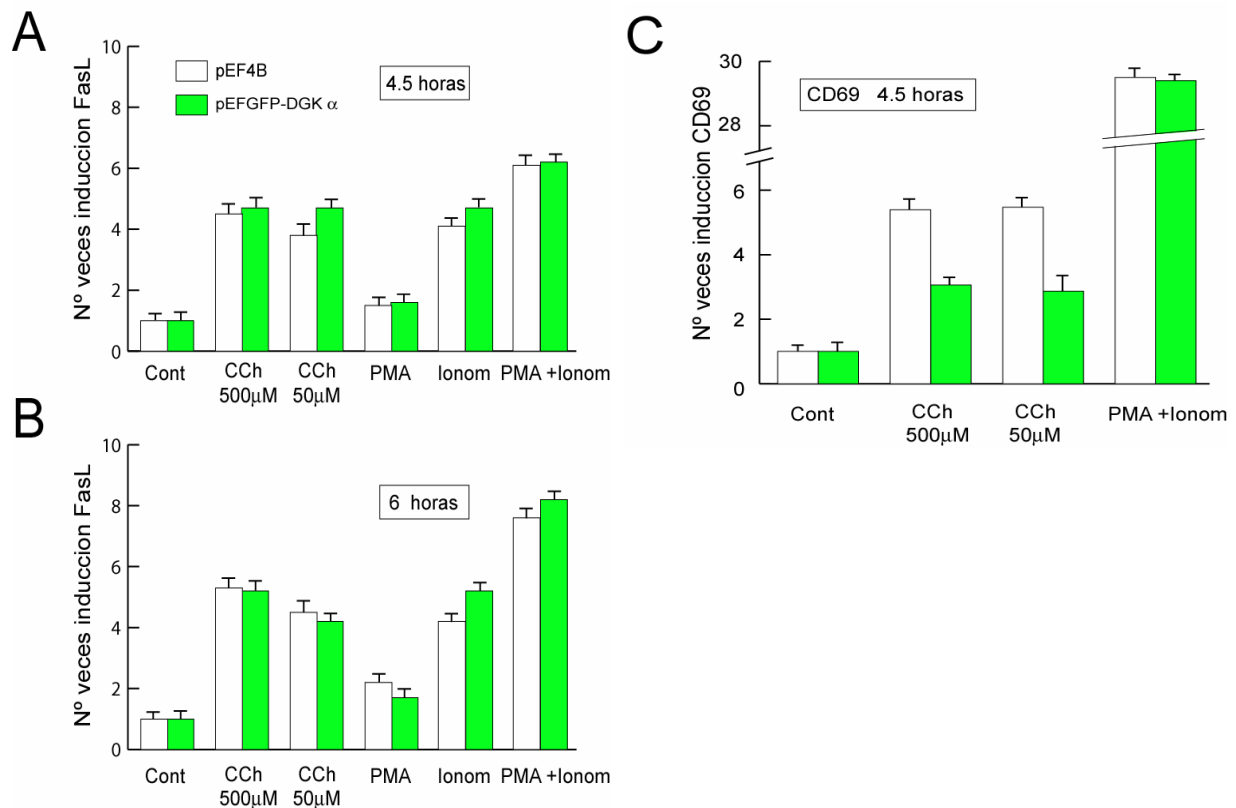 A
Nº veces induccion FasL
10
8
6
4
2
0
pEF4B
pEFGFP-DGK α
4.5 horas
Cont
CCh 500μM
CCh 50μM
PMA
Ionom
PMA +Ionom
B
Nº veces induccion FasL
10
8
6
4
2
0
6 horas
Cont
CCh 500μM
CCh 50μM
PMA
Ionom
PMA +Ionom
C
Nº veces induccion CD69
30
28
6
4
2
0
CD69 4.5 horas
Cont
CCh 500μM
CCh 50μM
PMA +Ionom